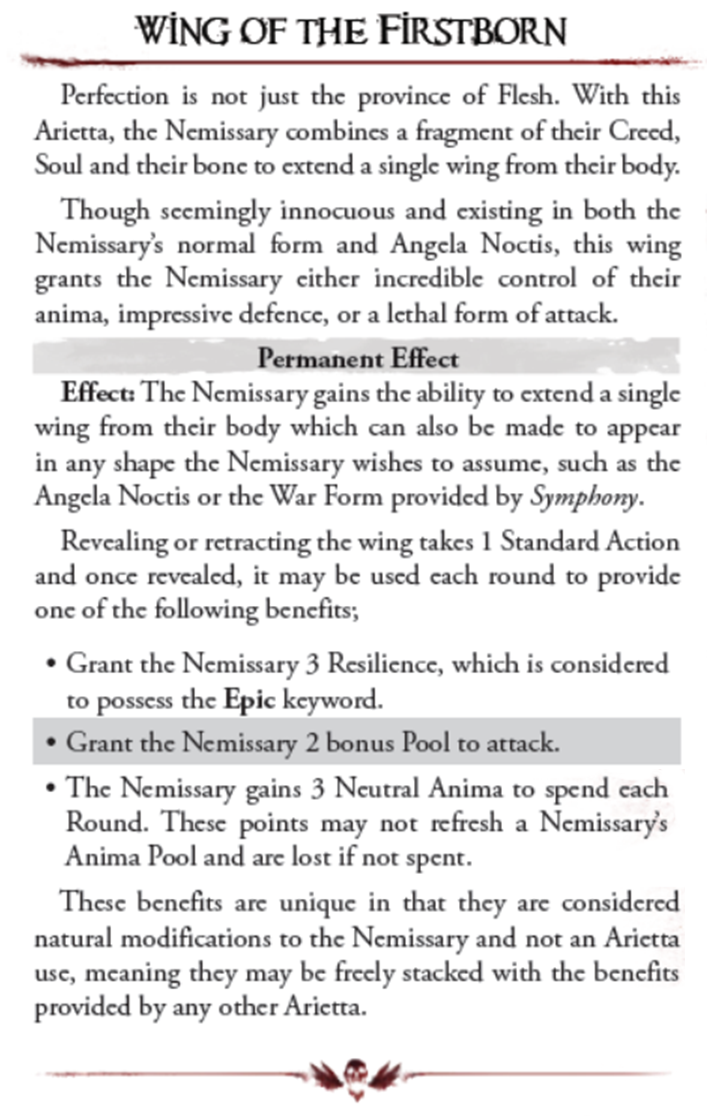 WING OF THE FIRSTBORN
Perfection is not just the province of Flesh. With this
Arietta, the Nemissary combines a fragment of their Creed,
Soul and their bone to extend a single wing from their body.
Though seemingly innocuous and existing in both the
Nemissary's normal form and Angela Noctis, this wing
grants the Nemissary either incredible control of their
anima, impressive defence, or a lethal form of attack.
Permanent Effect
Effect: The Nemissary gains the ability to extend a single
wing from their body which can also be made to appear
in any shape the Nemissary wishes to assume, such as the
Angela Noctis or the War Form provided by Symphony.
Revealing or retracting the wing takes 1 Standard Action
and once revealed, it may be used each round to provide
one of the following benefits;
• Grant the Nemissary 3 Resilience, which is considered
to possess the Epic keyword.
• Grant the Nemissary 2 bonus Pool to attack.
• The Nemissary gains 3 Neutral Anima to spend each
Round. These points may not refresh a Nemissary's
Anima Pool and are lost if not spent.
These benefits are unique in that they are considered
natural modifications to the Nemissary and not an Arietta
use, meaning they may be freely stacked with the benefits
provided by any other Arietta.